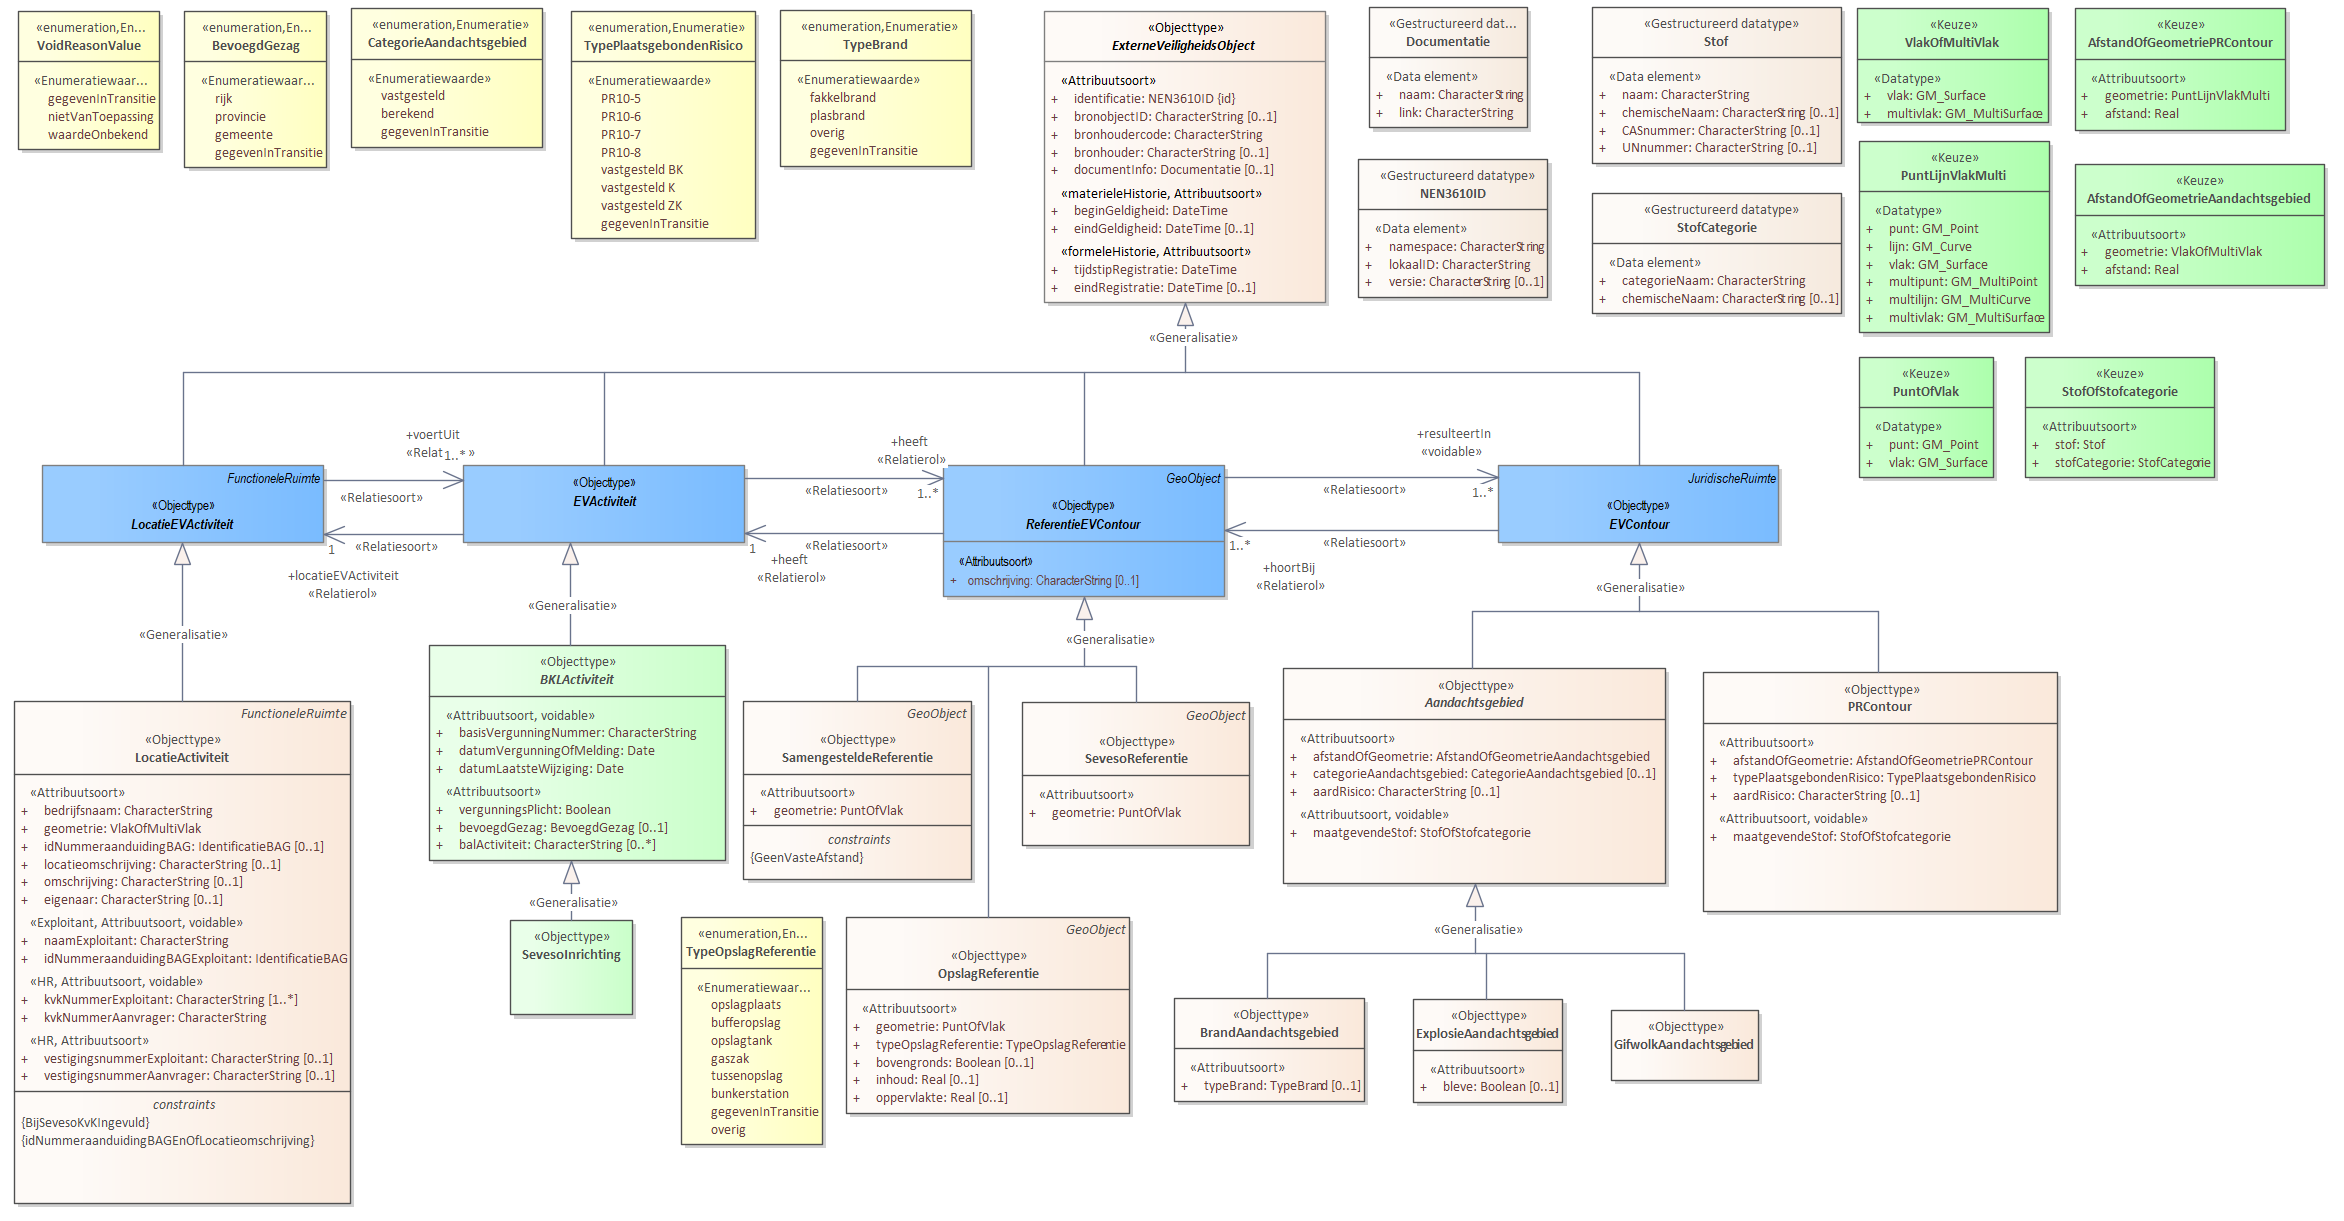 «enumeration,En...
VoidReasonValue
«Enumeratiewaar...
gegevenInTransitie
nietVanToepassing
waardeOnbekend
«enumeration,En...
BevoegdGezag
«Enumeratiewaar...
rijk
provincie
gemeente
gegevenInTransitie
«enumeration,Enumeratie»
CategorieAandachtsgebied
«Enumeratiewaarde»
vastgesteld
berekend
gegevenInTransitie
«enumeration,Enumeratie»
TypePlaatsgebondenRisico
«Enumeratiewaarde»
PR10-5
PR10-6
PR10-7
PR10-8
vastgesteld BK
vastgesteld K
vastgesteld ZK
gegevenInTransitie
«enumeration,Enumeratie»
TypeBrand
«Enumeratiewaarde»
fakkelbrand
plasbrand
overig
gegevenInTransitie
«Objecttype»
ExterneVeiligheidsObject
«Attribuutsoort»
+ identificatie: NEN3610ID {id}
+ bronobjectID: CharacterString [0..1]
+ bronhoudercode: CharacterString
+ bronhouder: CharacterString [0..1]
+ documentInfo: Documentatie [0..1]
«materieleHistorie, Attribuutsoort»
+ beginGeldigheid: DateTime
+ eindGeldigheid: DateTime [0..1]
«formeleHistorie, Attribuutsoort»
+ tijdstipRegistratie: DateTime
+ eindRegistratie: DateTime [0..1]
«Gestructureerd dat...
Documentatie
«Data element»
+ naam: CharacterString
+ link: CharacterString
«Gestructureerd datatype»
NEN3610ID
«Data element»
+ namespace: CharacterString
+ lokaalID: CharacterString
+ versie: CharacterString [0..1]
«Gestructureerd datatype»
Stof
«Data element»
+ naam: CharacterString
+ chemischeNaam: CharacterString [0..1]
+ CASnummer: CharacterString [0..1]
+ UNnummer: CharacterString [0..1]
«Gestructureerd datatype»
StofCategorie
«Data element»
+ categorieNaam: CharacterString
+ chemischeNaam: CharacterString [0..1]
«Keuze»
VlakOfMultiVlak
«Datatype»
+ vlak: GM_Surface
+ multivlak: GM_MultiSurface
«Keuze»
PuntLijnVlakMulti
«Datatype»
+ punt: GM_Point
+ lijn: GM_Curve
+ vlak: GM_Surface
+ multipunt: GM_MultiPoint
+ multilijn: GM_MultiCurve
+ multivlak: GM_MultiSurface
«Keuze»
AfstandOfGeometriePRContour
«Attribuutsoort»
+ geometrie: PuntLijnVlakMulti
+ afstand: Real
«Keuze»
AfstandOfGeometrieAandachtsgebied
«Attribuutsoort»
+ geometrie: VlakOfMultiVlak
+ afstand: Real
«Keuze»
PuntOfVlak
«Datatype»
+ punt: GM_Point
+ vlak: GM_Surface
«Keuze»
StofOfStofcategorie
«Attribuutsoort»
+ stof: Stof
+ stofCategorie: StofCategorie
«Generalisatie»
FunctioneleRuimte
«Objecttype»
LocatieEVActiviteit
+voertUit
«Relat 1..* »
«Relatiesoort»
«Relatiesoort»
1
+locatieEVActiviteit
«Relatierol»
«Objecttype»
EVActiviteit
+heeft
«Relatierol»
«Relatiesoort»
1..*
«Relatiesoort»
1
+heeft
«Relatierol»
GeoObject
«Objecttype»
ReferentieEVContour
«Attribuutsoort»
+ omschrijving: CharacterString [0..1]
+resulteertIn
«voidable»
«Relatiesoort»
1..*
«Relatiesoort»
1..*
+hoortBij
«Relatierol»
JuridischeRuimte
«Objecttype»
EVContour
«Generalisatie»
«Generalisatie»
«Generalisatie»
«Generalisatie»
FunctioneleRuimte
«Objecttype»
LocatieActiviteit
«Attribuutsoort»
+ bedrijfsnaam: CharacterString
+ geometrie: VlakOfMultiVlak
+ idNummeraanduidingBAG: IdentificatieBAG [0..1]
+ locatieomschrijving: CharacterString [0..1]
+ omschrijving: CharacterString [0..1]
+ eigenaar: CharacterString [0..1]
«Exploitant, Attribuutsoort, voidable»
+ naamExploitant: CharacterString
+ idNummeraanduidingBAGExploitant: IdentificatieBAG
«HR, Attribuutsoort, voidable»
+ kvkNummerExploitant: CharacterString [1..*]
+ kvkNummerAanvrager: CharacterString
«HR, Attribuutsoort»
+ vestigingsnummerExploitant: CharacterString [0..1]
+ vestigingsnummerAanvrager: CharacterString [0..1]
constraints
{BijSevesoKvKIngevuld}
{idNummeraanduidingBAGEnOfLocatieomschrijving}
«Objecttype»
BKLActiviteit
«Attribuutsoort, voidable»
+ basisVergunningNummer: CharacterString
+ datumVergunningOfMelding: Date
+ datumLaatsteWijziging: Date
«Attribuutsoort»
+ vergunningsPlicht: Boolean
+ bevoegdGezag: BevoegdGezag [0..1]
+ balActiviteit: CharacterString [0..*]
«Generalisatie»
«Objecttype»
SevesoInrichting
«enumeration,En...
TypeOpslagReferentie
«Enumeratiewaar...
opslagplaats
bufferopslag
opslagtank
gaszak
tussenopslag
bunkerstation
gegevenInTransitie
overig
GeoObject
«Objecttype»
SamengesteldeReferentie
«Attribuutsoort»
+ geometrie: PuntOfVlak
constraints
{GeenVasteAfstand}
GeoObject
«Objecttype»
SevesoReferentie
«Attribuutsoort»
+ geometrie: PuntOfVlak
GeoObject
«Objecttype»
OpslagReferentie
«Attribuutsoort»
+ geometrie: PuntOfVlak
+ typeOpslagReferentie: TypeOpslagReferentie
+ bovengronds: Boolean [0..1]
+ inhoud: Real [0..1]
+ oppervlakte: Real [0..1]
«Objecttype»
Aandachtsgebied
«Attribuutsoort»
+ afstandOfGeometrie: AfstandOfGeometrieAandachtsgebied
+ categorieAandachtsgebied: CategorieAandachtsgebied [0..1]
+ aardRisico: CharacterString [0..1]
«Attribuutsoort, voidable»
+ maatgevendeStof: StofOfStofcategorie
«Objecttype»
PRContour
«Attribuutsoort»
+ afstandOfGeometrie: AfstandOfGeometriePRContour
+ typePlaatsgebondenRisico: TypePlaatsgebondenRisico
+ aardRisico: CharacterString [0..1]
«Attribuutsoort, voidable»
+ maatgevendeStof: StofOfStofcategorie
«Generalisatie»
«Objecttype»
BrandAandachtsgebied
«Attribuutsoort»
+ typeBrand: TypeBrand [0..1]
«Objecttype»
ExplosieAandachtsgebied
«Attribuutsoort»
+ bleve: Boolean [0..1]
«Objecttype»
GifwolkAandachtsgebied